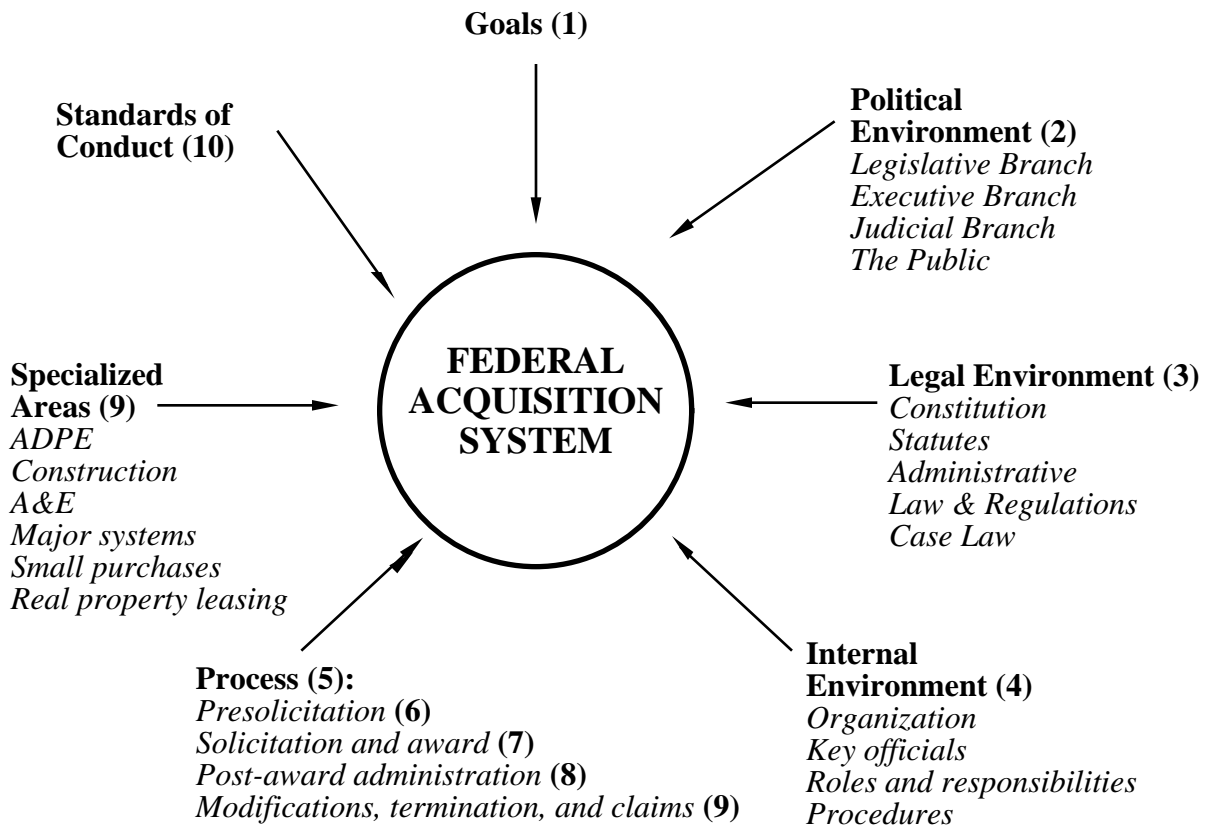 Goals (1)
Standards of
Conduct (10)
Political
Environment (2)
Legislative Branch
Executive Branch
Judicial Branch
The Public
FEDERAL
ACQUISITION
SYSTEM
Specialized
Areas (9)
ADPE
Construction
A&E
Major systems
Small purchases
Real property leasing
Legal Environment (3)
Constitution
Statutes
Administrative
Law & Regulations
Case Law
Process (5):
Presolicitation (6)
Solicitation and award (7)
Post-award administration (8)
Modifications, termination, and claims (9)
Internal
Environment (4)
Organization
Key officials
Roles and responsibilities
Procedures